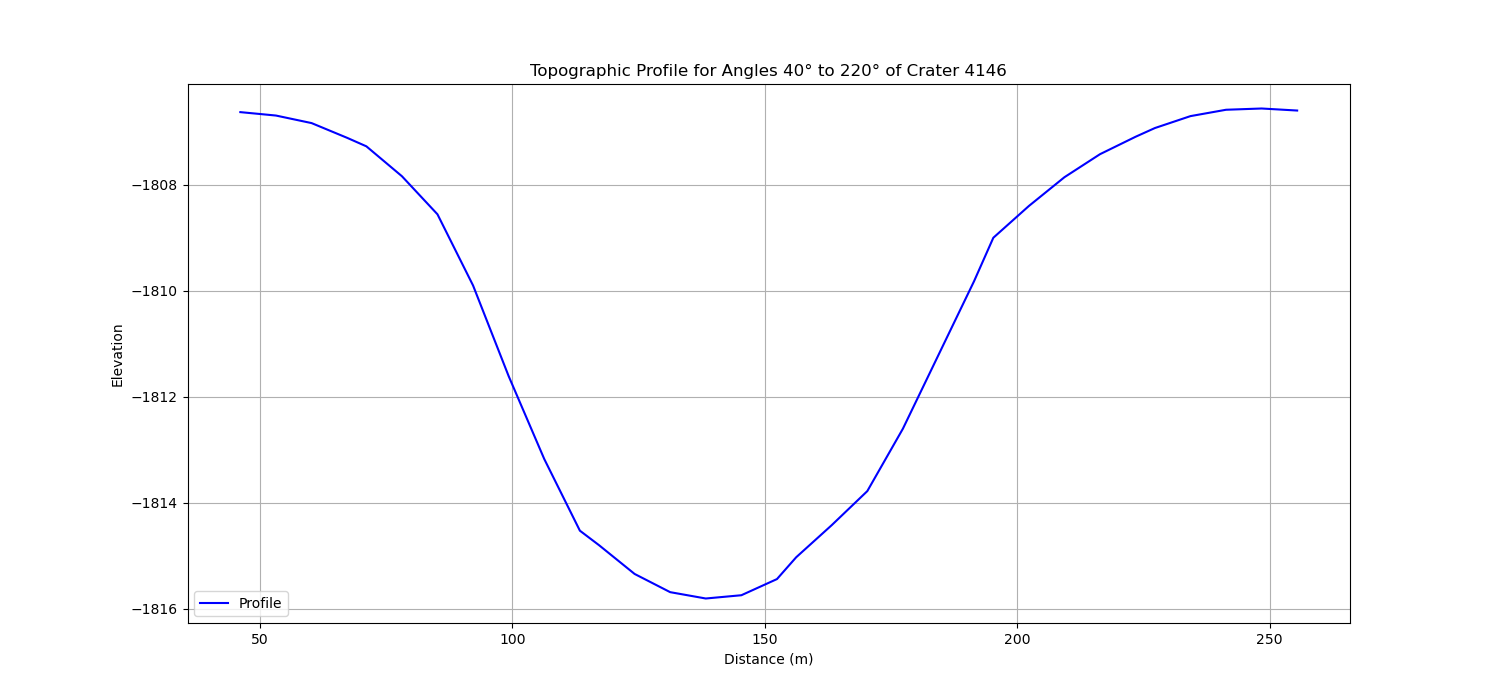 Topographic Profile for Angles 40° to 220° of Crater 4146
Elevation
−1808
−1810
−1812
−1814
−1816
Profile
50
100
150
200
250
Distance (m)